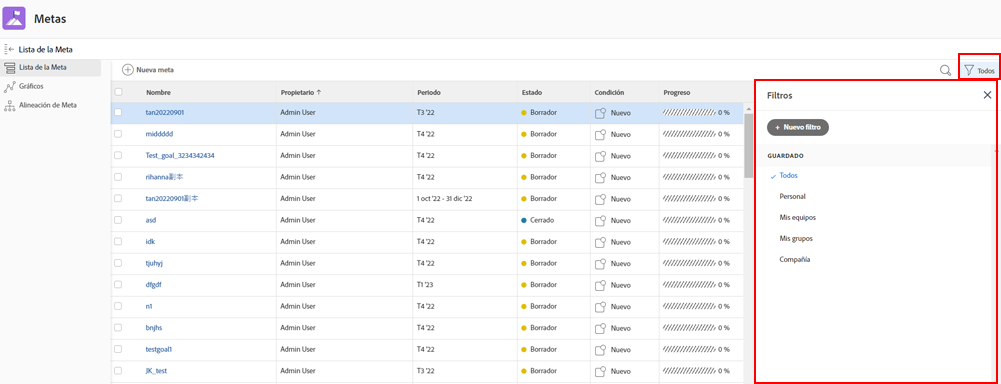 Metas
Lista de la Meta
Lista de la Meta
Gráficos
Alineación de Meta
Nueva meta
Todos
Nombre Propietario ↑ Periodo Estado Condición Progreso
tan20220901 Admin User T3 '22 Borrador Nuevo 0 %
middddd Admin User T4 '22 Borrador Nuevo 0 %
Test_goal_3234342434 Admin User T4 '22 Borrador Nuevo 0 %
rihanna副本 Admin User T4 '22 Borrador Nuevo 0 %
tan20220901副本 Admin User 1 oct '22 - 31 dic '22 Borrador Nuevo 0 %
asd Admin User T4 '22 Cerrado Nuevo 0 %
idk Admin User T4 '22 Borrador Nuevo 0 %
tjuhyj Admin User T4 '22 Borrador Nuevo 0 %
dfgdf Admin User T1 '23 Borrador Nuevo 0 %
n1 Admin User T4 '22 Borrador Nuevo 0 %
bnjhs Admin User T4 '22 Borrador Nuevo 0 %
testgoal1 Admin User T4 '22 Borrador Nuevo 0 %
JK_test Admin User T3 '22 Borrador Nuevo 0 %
Filtros
+ Nuevo filtro
GUARDADO
Todos
Personal
Mis equipos
Mis grupos
Compañía